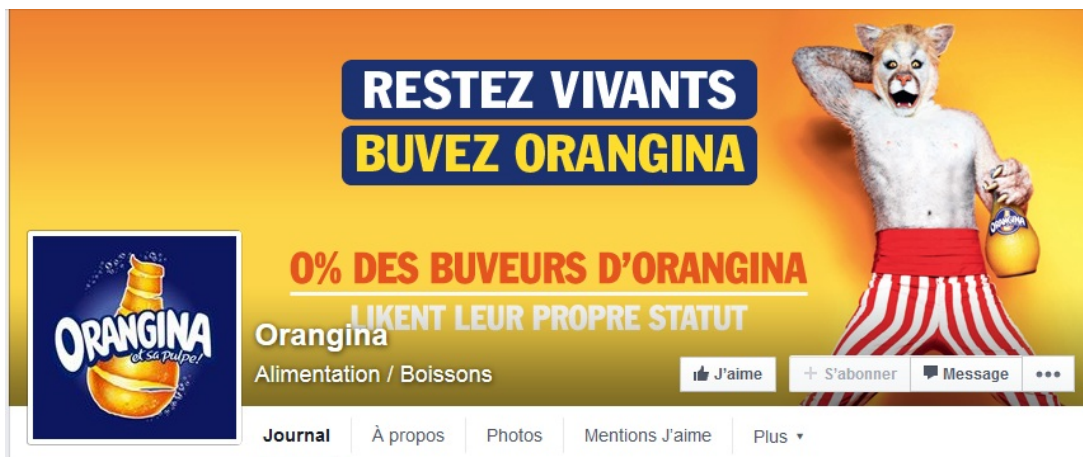 RESTEZ VIVANTS
BUVEZ ORANGINA
0% DES BUVEURS D'ORANGINA
LIKENT LEUR PROPRE STATUT
ORANGINA
ORANGINA
et sa pulpe!
Orangina
Alimentation / Boissons
J'aime
+ S'abonner
Message
Journal
À propos
Photos
Mentions J'aime
Plus